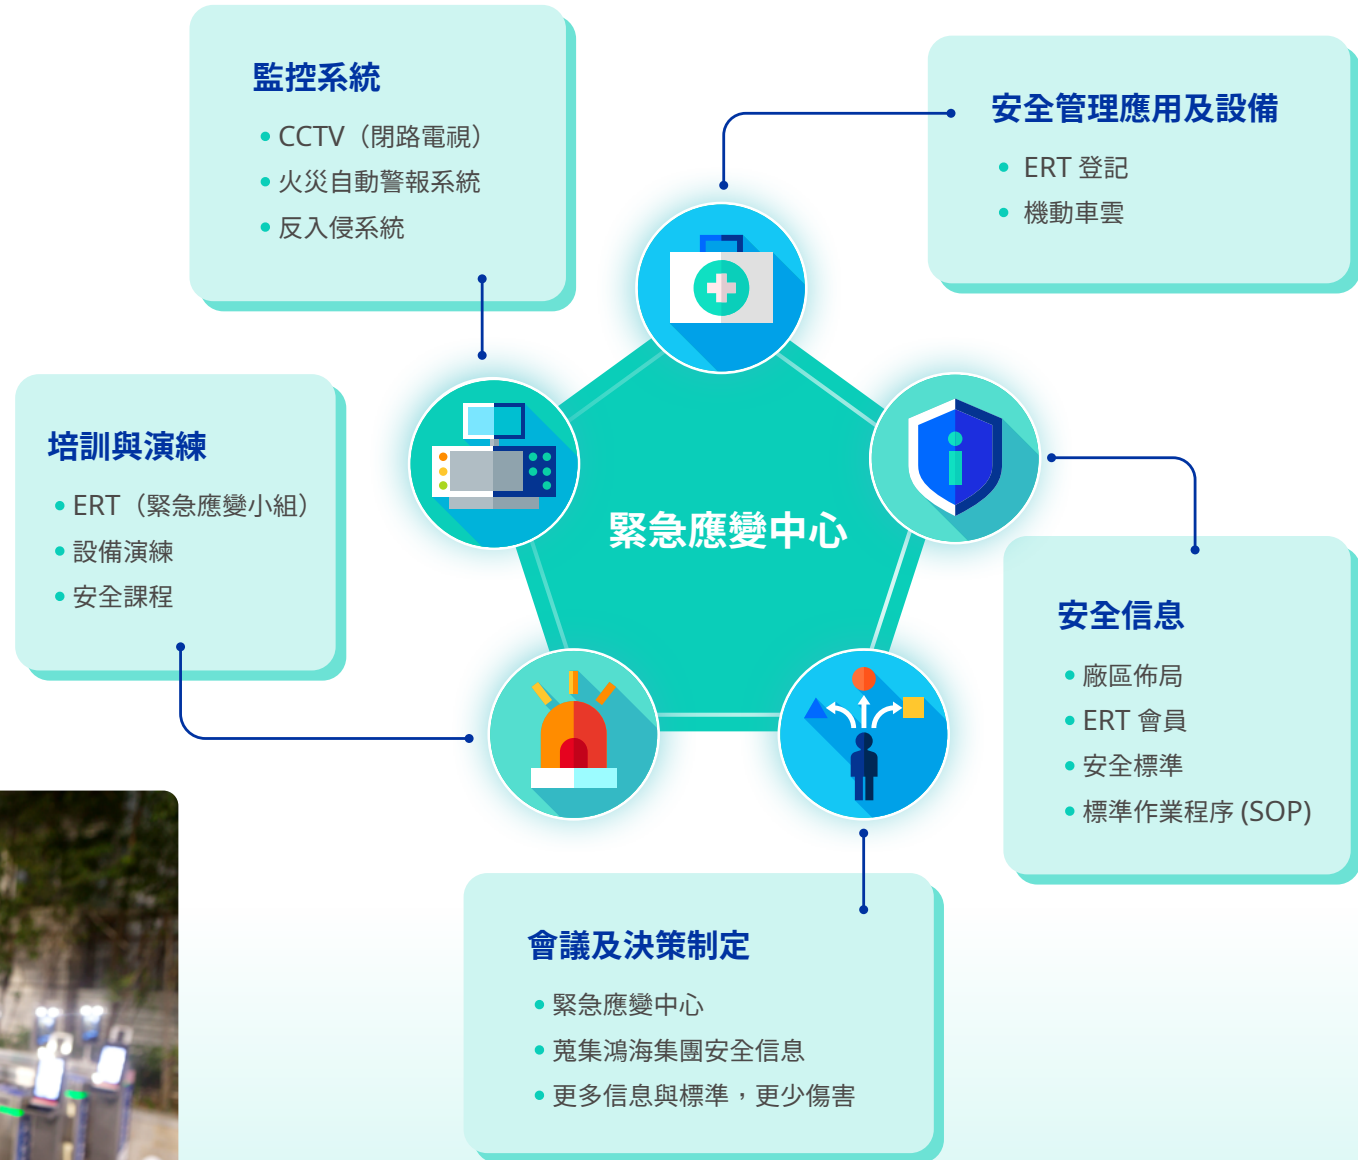 監控系統
CCTV（閉路電視）
火災自動警報系統
反入侵系統
安全管理應用及設備
ERT 登記
機動車雲
培訓與演練
ERT（緊急應變小組）
設備演練
安全課程
緊急應變中心
安全信息
廠區佈局
ERT 會員
安全標準
標準作業程序 (SOP)
會議及決策制定
緊急應變中心
蒐集鴻海集團安全信息
更多信息與標準，更少傷害